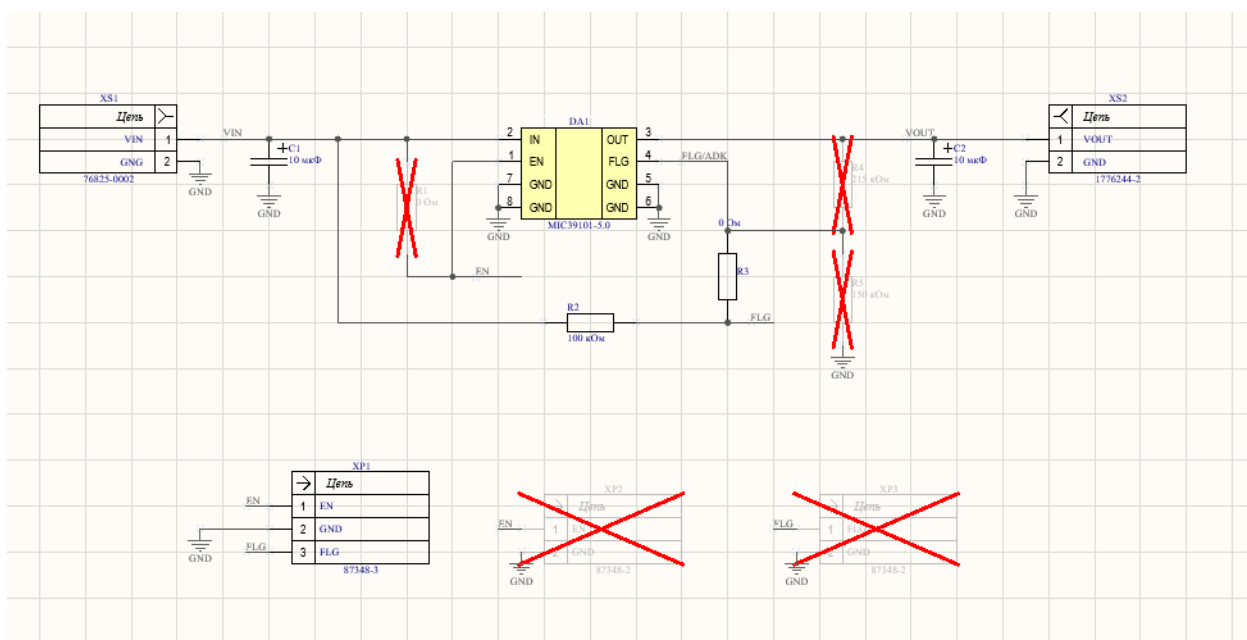 XS1
Цепь
VIN 1
GNG 2
76825-0002
GND
VIN
C1
10 мкФ
GND
R1
0 Ом
DA1
2 IN OUT 3
1 EN FLG 4
7 GND GND 5
8 GND GND 6
MIC39101-5.0
GND
GND
FLG/ADK
EN
0 Ом
R3
R2
100 кОм
FLG
R4
215 кОм
R5
150 кОм
GND
VOUT
C2
10 мкФ
GND
XS2
Цепь
1 VOUT
2 GND
1776244-2
GND
XP1
Цепь
EN 1 EN
2 GND
FLG 3 FLG
87348-3
GND
XP2
Цепь
EN 1 EN
2 GND
87348-2
GND
XP3
Цепь
FLG 1 FLG
2 GND
87348-2
GND